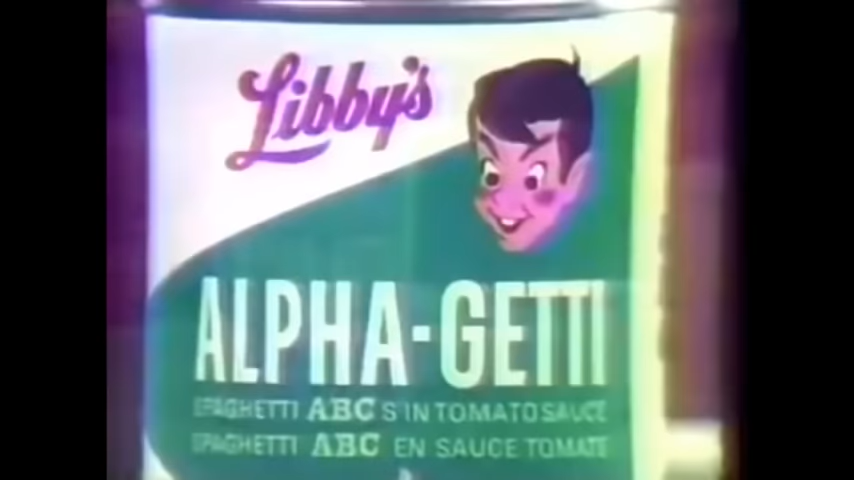 Libby's
ALPHA-GETTI
SPAGHETTI ABC S IN TOMATO SAUCE
SPAGHETTI ABC EN SAUCE TOMATE